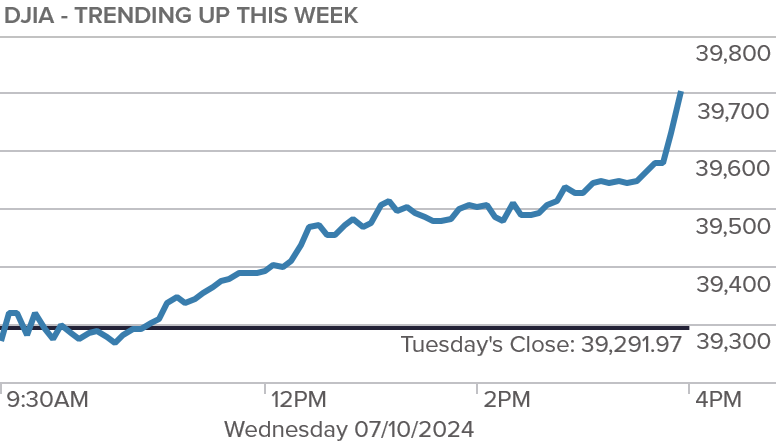 DJIA - TRENDING UP THIS WEEK
39,800
39,700
39,600
39,500
39,400
39,300
Tuesday's Close: 39,291.97
9:30AM 12PM 2PM 4PM
Wednesday 07/10/2024